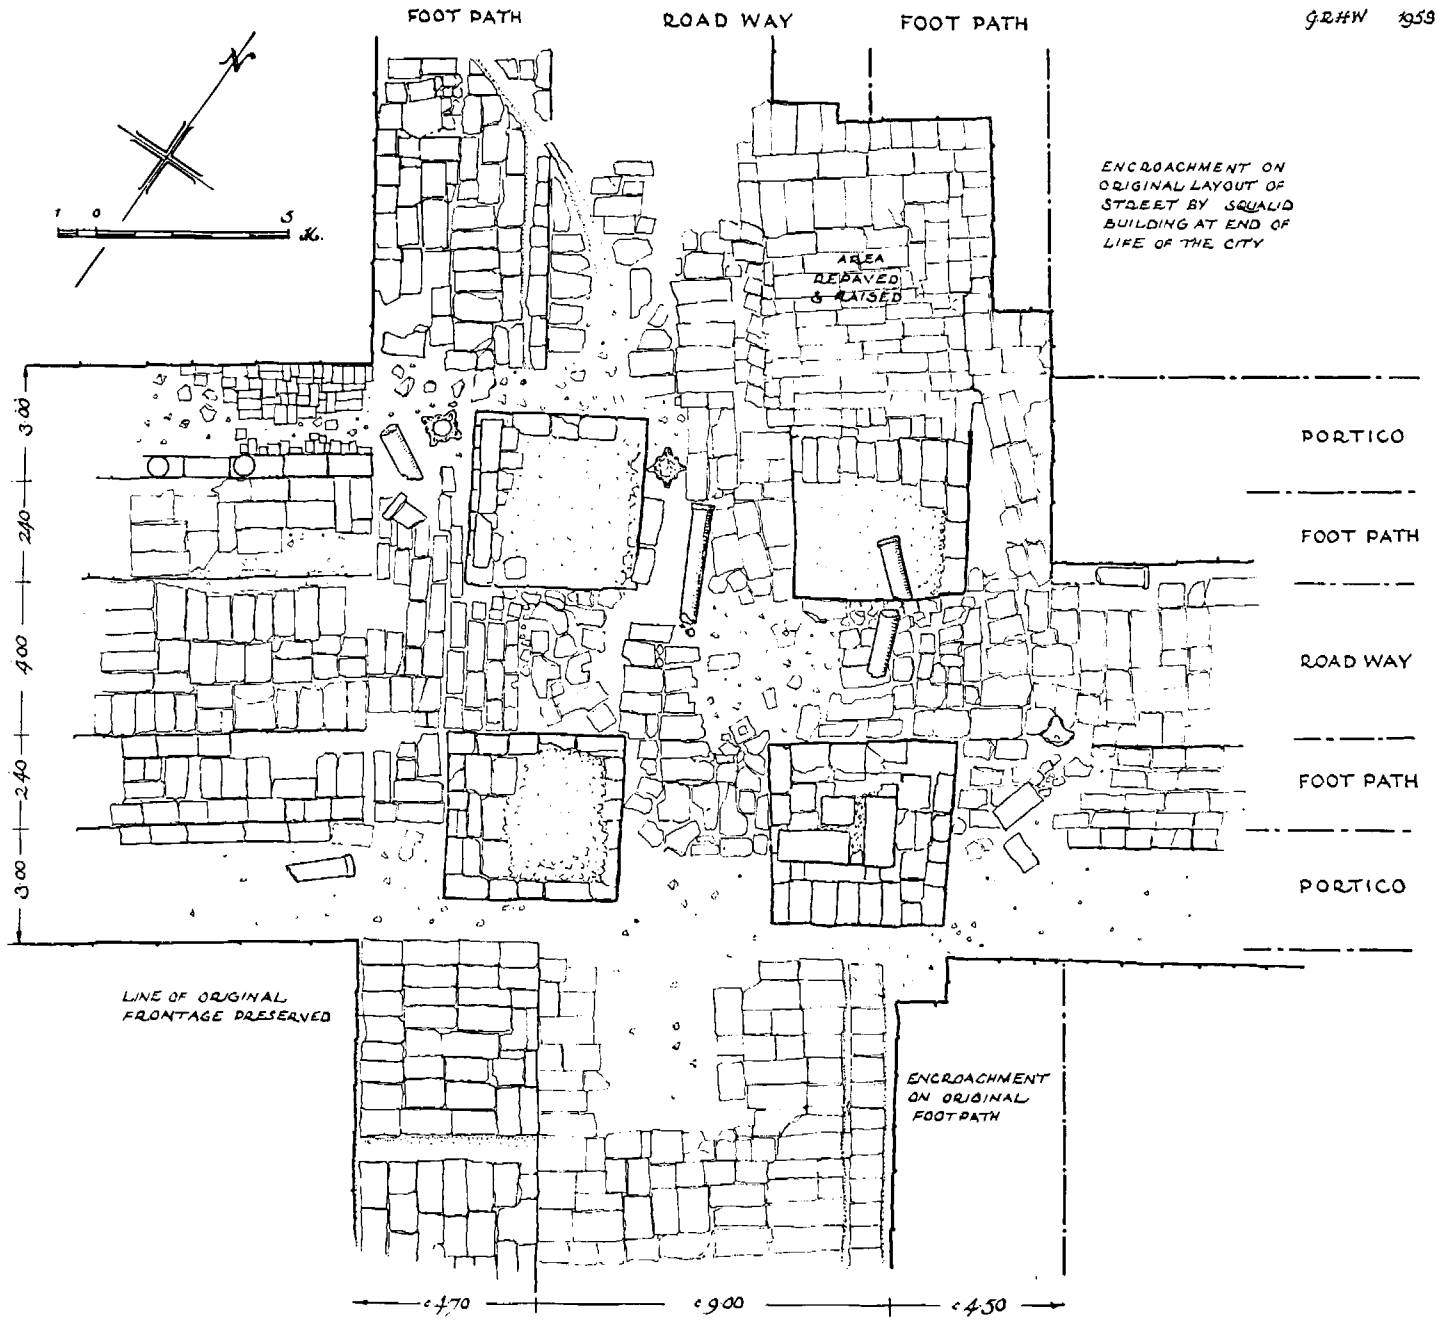 FOOT PATH
ROAD WAY
FOOT PATH
GRHW 1958
N
1 0 5 M.
ENCROACHMENT ON
ORIGINAL LAYOUT OF
STREET BY SQUALID
BUILDING AT END OF
LIFE OF THE CITY
AREA
REPAVED
& RAISED
3·00
PORTICO
2·40
FOOT PATH
4·00
ROAD WAY
2·40
FOOT PATH
3·00
PORTICO
LINE OF ORIGINAL
FRONTAGE PRESERVED
ENCROACHMENT
ON ORIGINAL
FOOTPATH
c 4·70
c 9·00
c 4·50